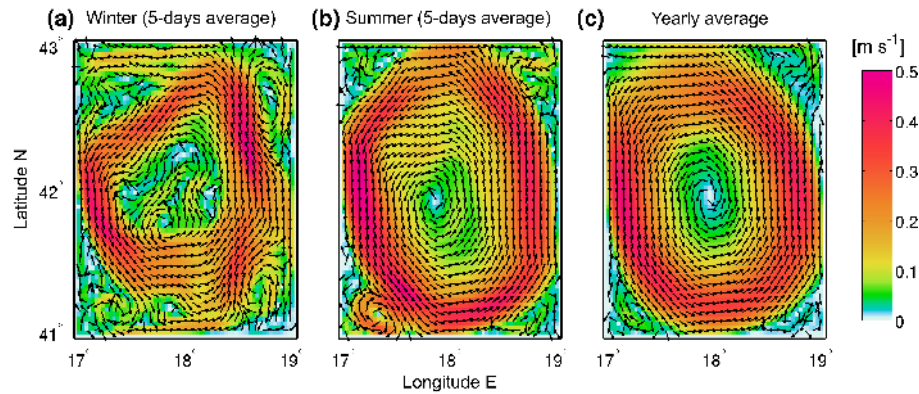 (a) Winter (5-days average) (b) Summer (5-days average) (c) Yearly average
[m s⁻¹]
43°
0.5
0.4
42°
0.3
0.2
0.1
41°
0
17° 18° 19° 17° 18° 19° 17° 18° 19°
Latitude N
Longitude E